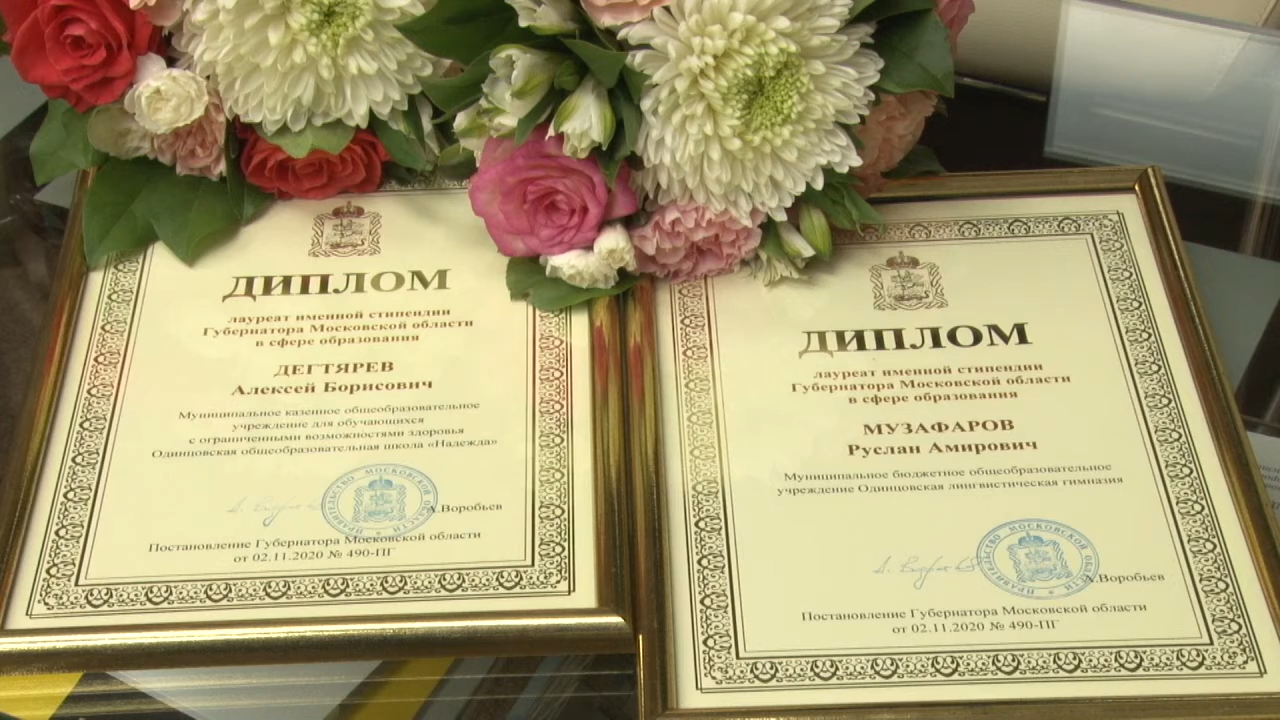 ДИПЛОМ
лауреат именной стипендии
Губернатора Московской области
в сфере образования
ДЕГТЯРЕВ
Алексей Борисович
Муниципальное казенное общеобразовательное
учреждение для обучающихся
с ограниченными возможностями здоровья
Одинцовская общеобразовательная школа «Надежда»
А.Воробьев
Постановление Губернатора Московской области
от 02.11.2020 № 490-ПГ
ДИПЛОМ
лауреат именной стипендии
Губернатора Московской области
в сфере образования
МУЗАФАРОВ
Руслан Амирович
Муниципальное бюджетное общеобразовательное
учреждение Одинцовская лингвистическая гимназия
ПРАВИТЕЛЬСТВО МОСКОВСКОЙ ОБЛАСТИ
А.Воробьев
Постановление Губернатора Московской области
от 02.11.2020 № 490-ПГ